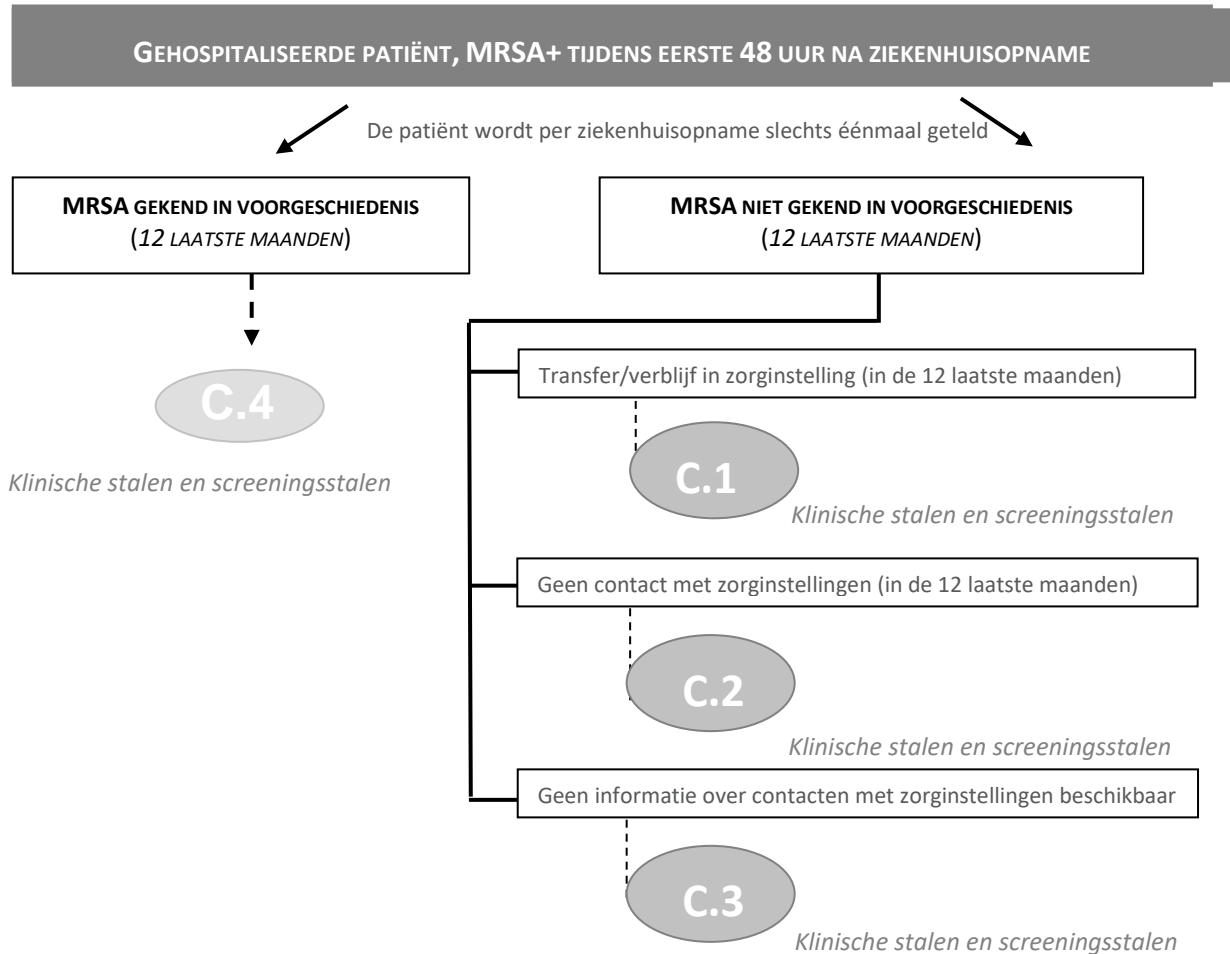 GEHOSPITALISEERDE PATIËNT, MRSA+ TIJDENS EERSTE 48 UUR NA ZIEKENHUISOPNAME
De patiënt wordt per ziekenhuisopname slechts éénmaal geteld
MRSA GEKEND IN VOORGESCHIEDENIS
(12 LAATSTE MAANDEN)
MRSA NIET GEKEND IN VOORGESCHIEDENIS
(12 LAATSTE MAANDEN)
C.4
Klinische stalen en screeningsstalen
Transfer/verblijf in zorginstelling (in de 12 laatste maanden)
C.1
Klinische stalen en screeningsstalen
Geen contact met zorginstellingen (in de 12 laatste maanden)
C.2
Klinische stalen en screeningsstalen
Geen informatie over contacten met zorginstellingen beschikbaar
C.3
Klinische stalen en screeningsstalen